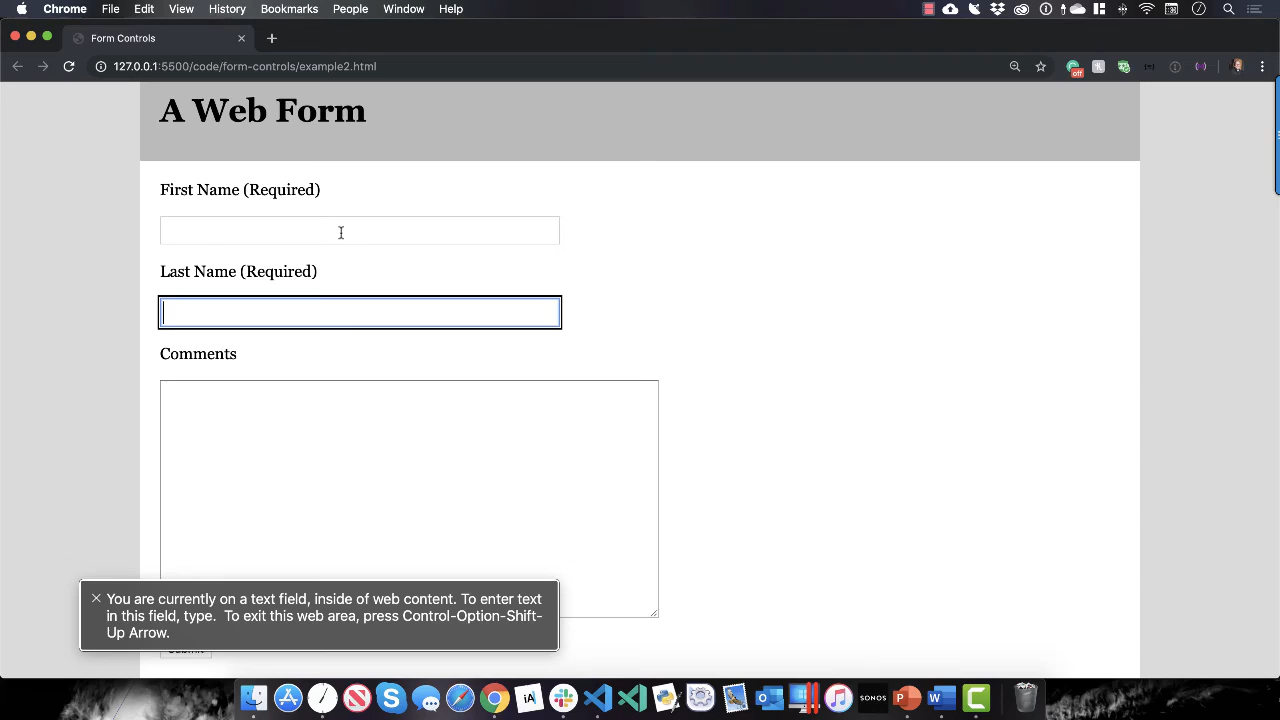 Chrome File Edit View History Bookmarks People Window Help
Form Controls
127.0.0.1:5500/code/form-controls/example2.html
off
A Web Form
First Name (Required)
Last Name (Required)
Comments
You are currently on a text field, inside of web content. To enter text
in this field, type. To exit this web area, press Control-Option-Shift-
Up Arrow.
Submit
iA
SONOS